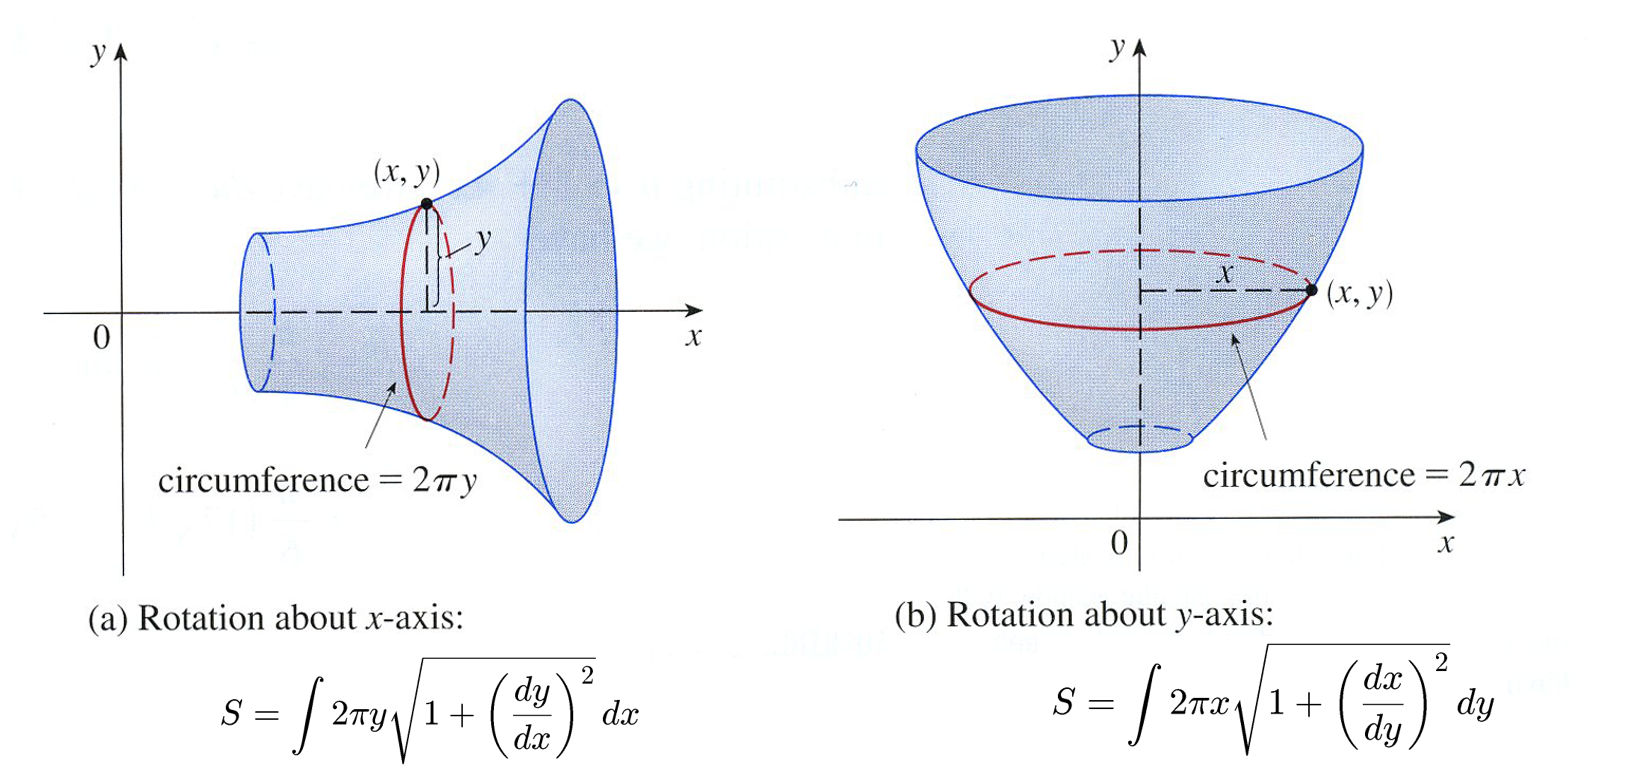 y
(x, y)
y
0
x
circumference = 2πy
(a) Rotation about x-axis:
S = ∫ 2πy√(1 + (dy/dx)²) dx
y
x
(x, y)
circumference = 2πx
0
x
(b) Rotation about y-axis:
S = ∫ 2πx√(1 + (dx/dy)²) dy